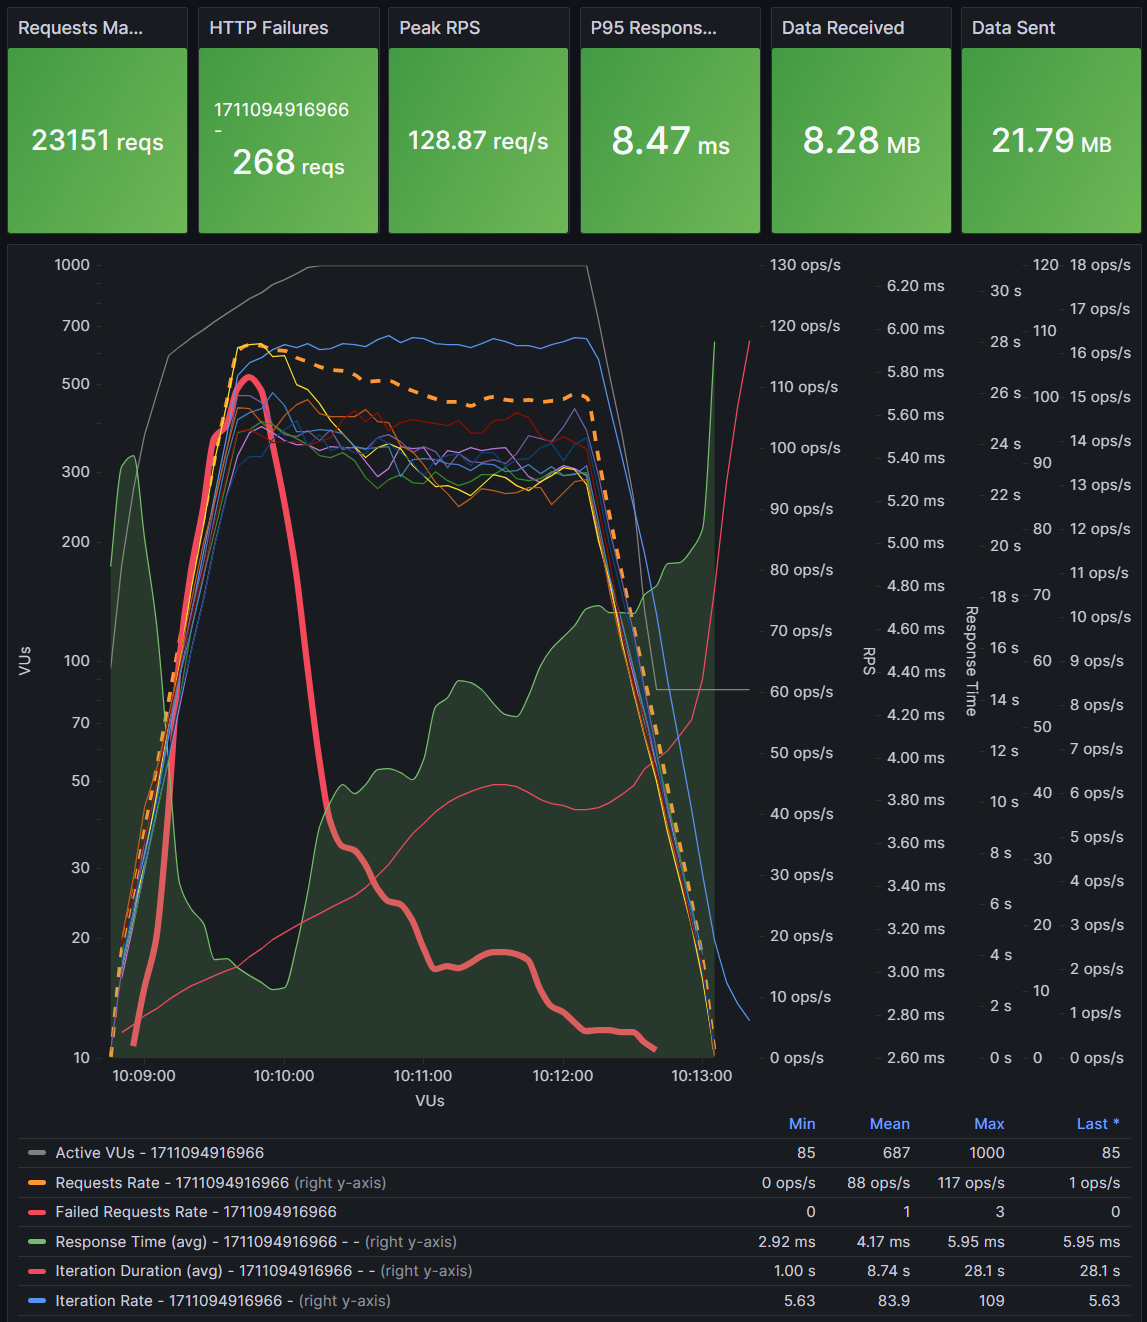 Requests Ma... HTTP Failures Peak RPS P95 Respons... Data Received Data Sent
23151 reqs
1711094916966
-
268 reqs
128.87 req/s
8.47 ms
8.28 MB
21.79 MB
1000
700
500
300
200
100
70
50
30
20
10
VUs
130 ops/s
120 ops/s
110 ops/s
100 ops/s
90 ops/s
80 ops/s
70 ops/s
60 ops/s
50 ops/s
40 ops/s
30 ops/s
20 ops/s
10 ops/s
0 ops/s
RPS
6.20 ms
6.00 ms
5.80 ms
5.60 ms
5.40 ms
5.20 ms
5.00 ms
4.80 ms
4.60 ms
4.40 ms
4.20 ms
4.00 ms
3.80 ms
3.60 ms
3.40 ms
3.20 ms
3.00 ms
2.80 ms
2.60 ms
Response Time
30 s
28 s
26 s
24 s
22 s
20 s
18 s
16 s
14 s
12 s
10 s
8 s
6 s
4 s
2 s
0 s
120
110
100
90
80
70
60
50
40
30
20
10
0
18 ops/s
17 ops/s
16 ops/s
15 ops/s
14 ops/s
13 ops/s
12 ops/s
11 ops/s
10 ops/s
9 ops/s
8 ops/s
7 ops/s
6 ops/s
5 ops/s
4 ops/s
3 ops/s
2 ops/s
1 ops/s
0 ops/s
10:09:00 10:10:00 10:11:00 10:12:00 10:13:00
VUs
Min Mean Max Last *
Active VUs - 1711094916966 85 687 1000 85
Requests Rate - 1711094916966 (right y-axis) 0 ops/s 88 ops/s 117 ops/s 1 ops/s
Failed Requests Rate - 1711094916966 0 1 3 0
Response Time (avg) - 1711094916966 - - (right y-axis) 2.92 ms 4.17 ms 5.95 ms 5.95 ms
Iteration Duration (avg) - 1711094916966 - - (right y-axis) 1.00 s 8.74 s 28.1 s 28.1 s
Iteration Rate - 1711094916966 - (right y-axis) 5.63 83.9 109 5.63